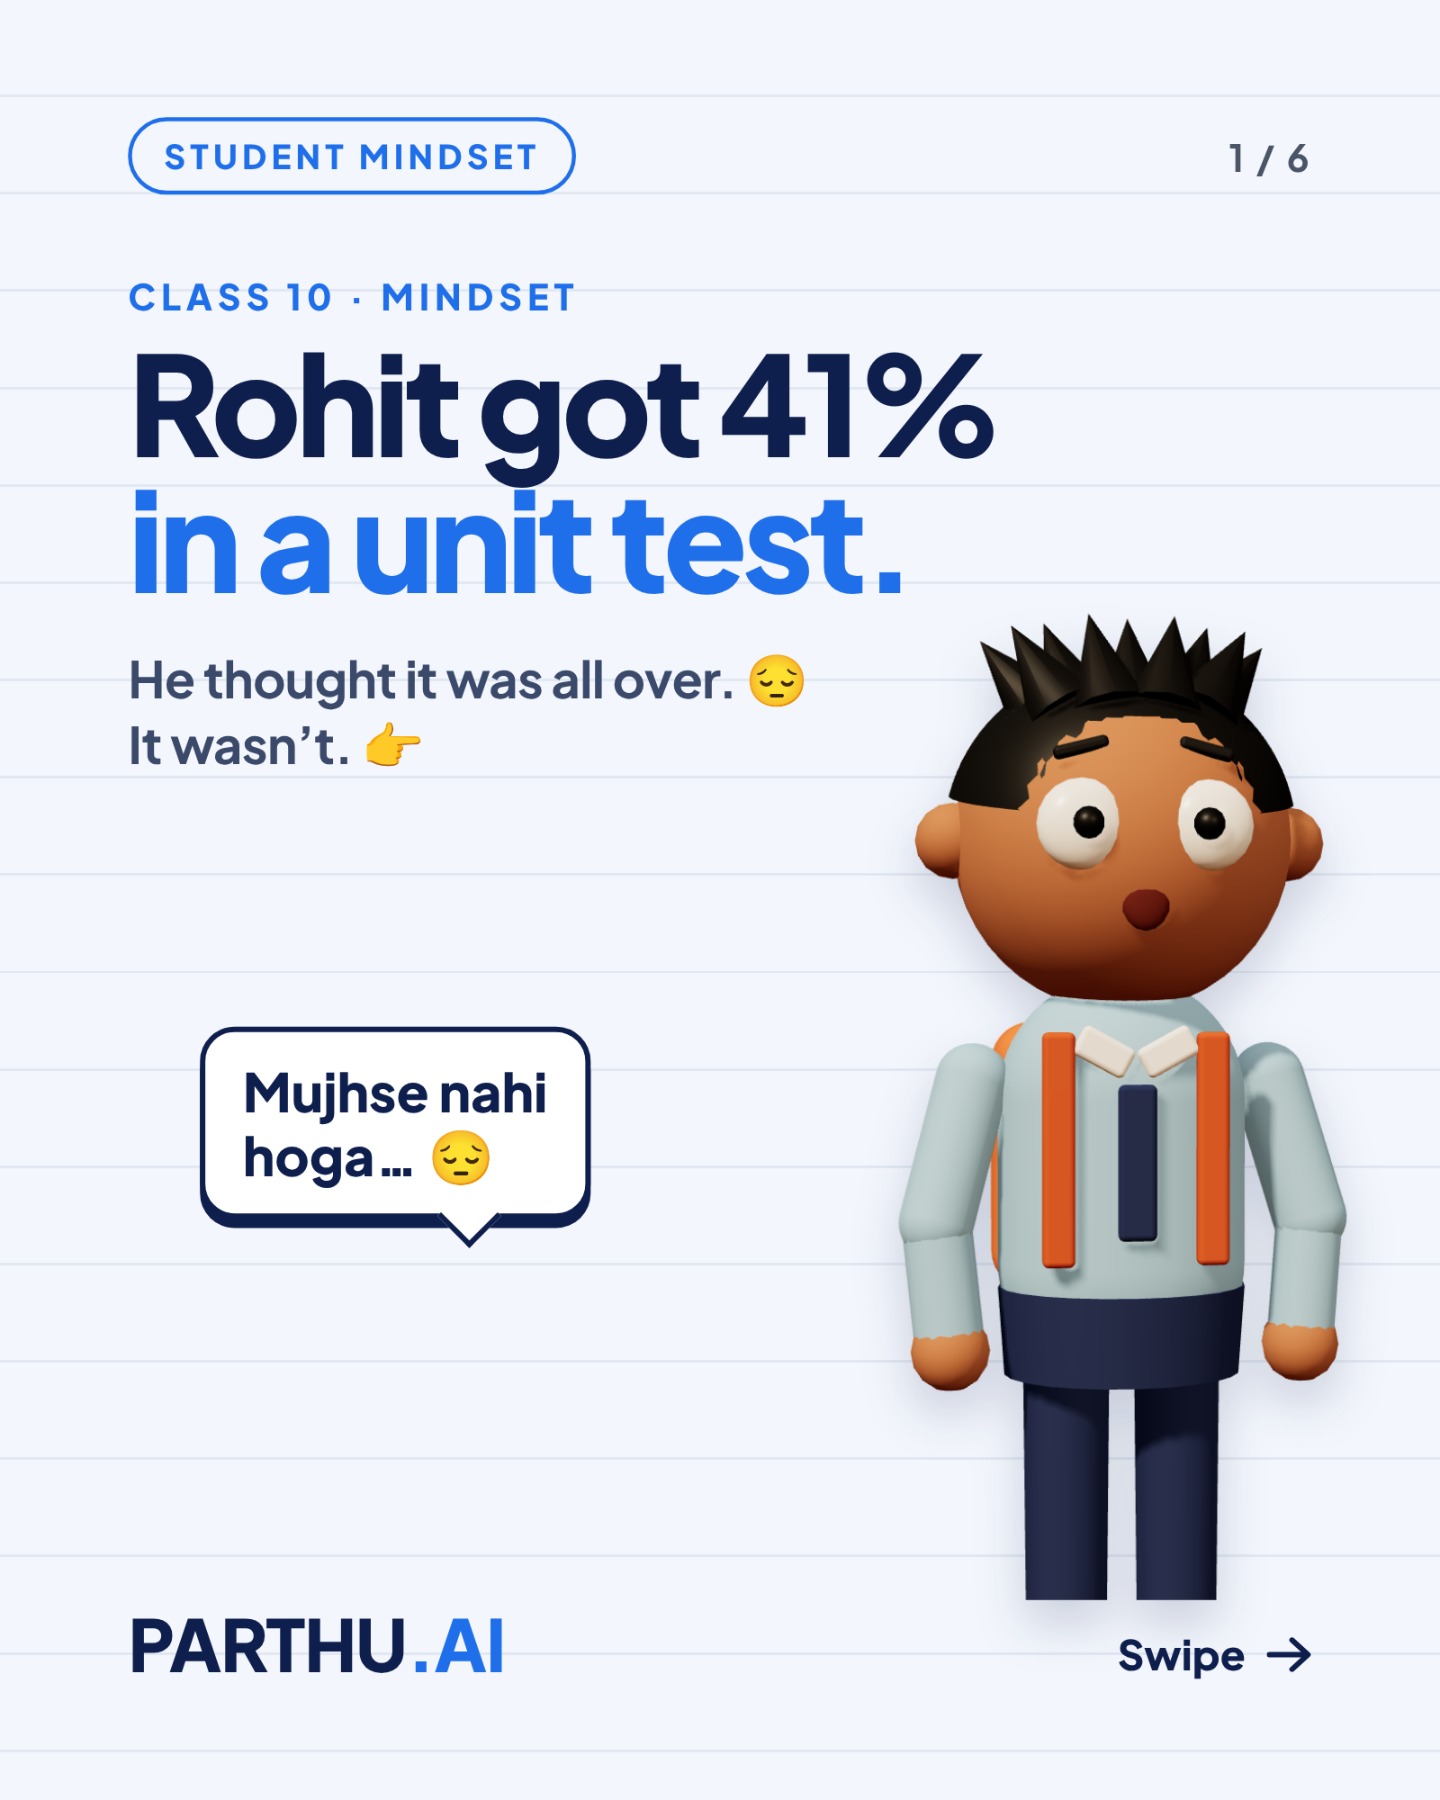 STUDENT MINDSET
1 / 6
CLASS 10 · MINDSET
Rohit got 41%
in a unit test.
He thought it was all over. 😔
It wasn’t. 👉
Mujhse nahi
hoga... 😔
PARTHU.AI
Swipe →